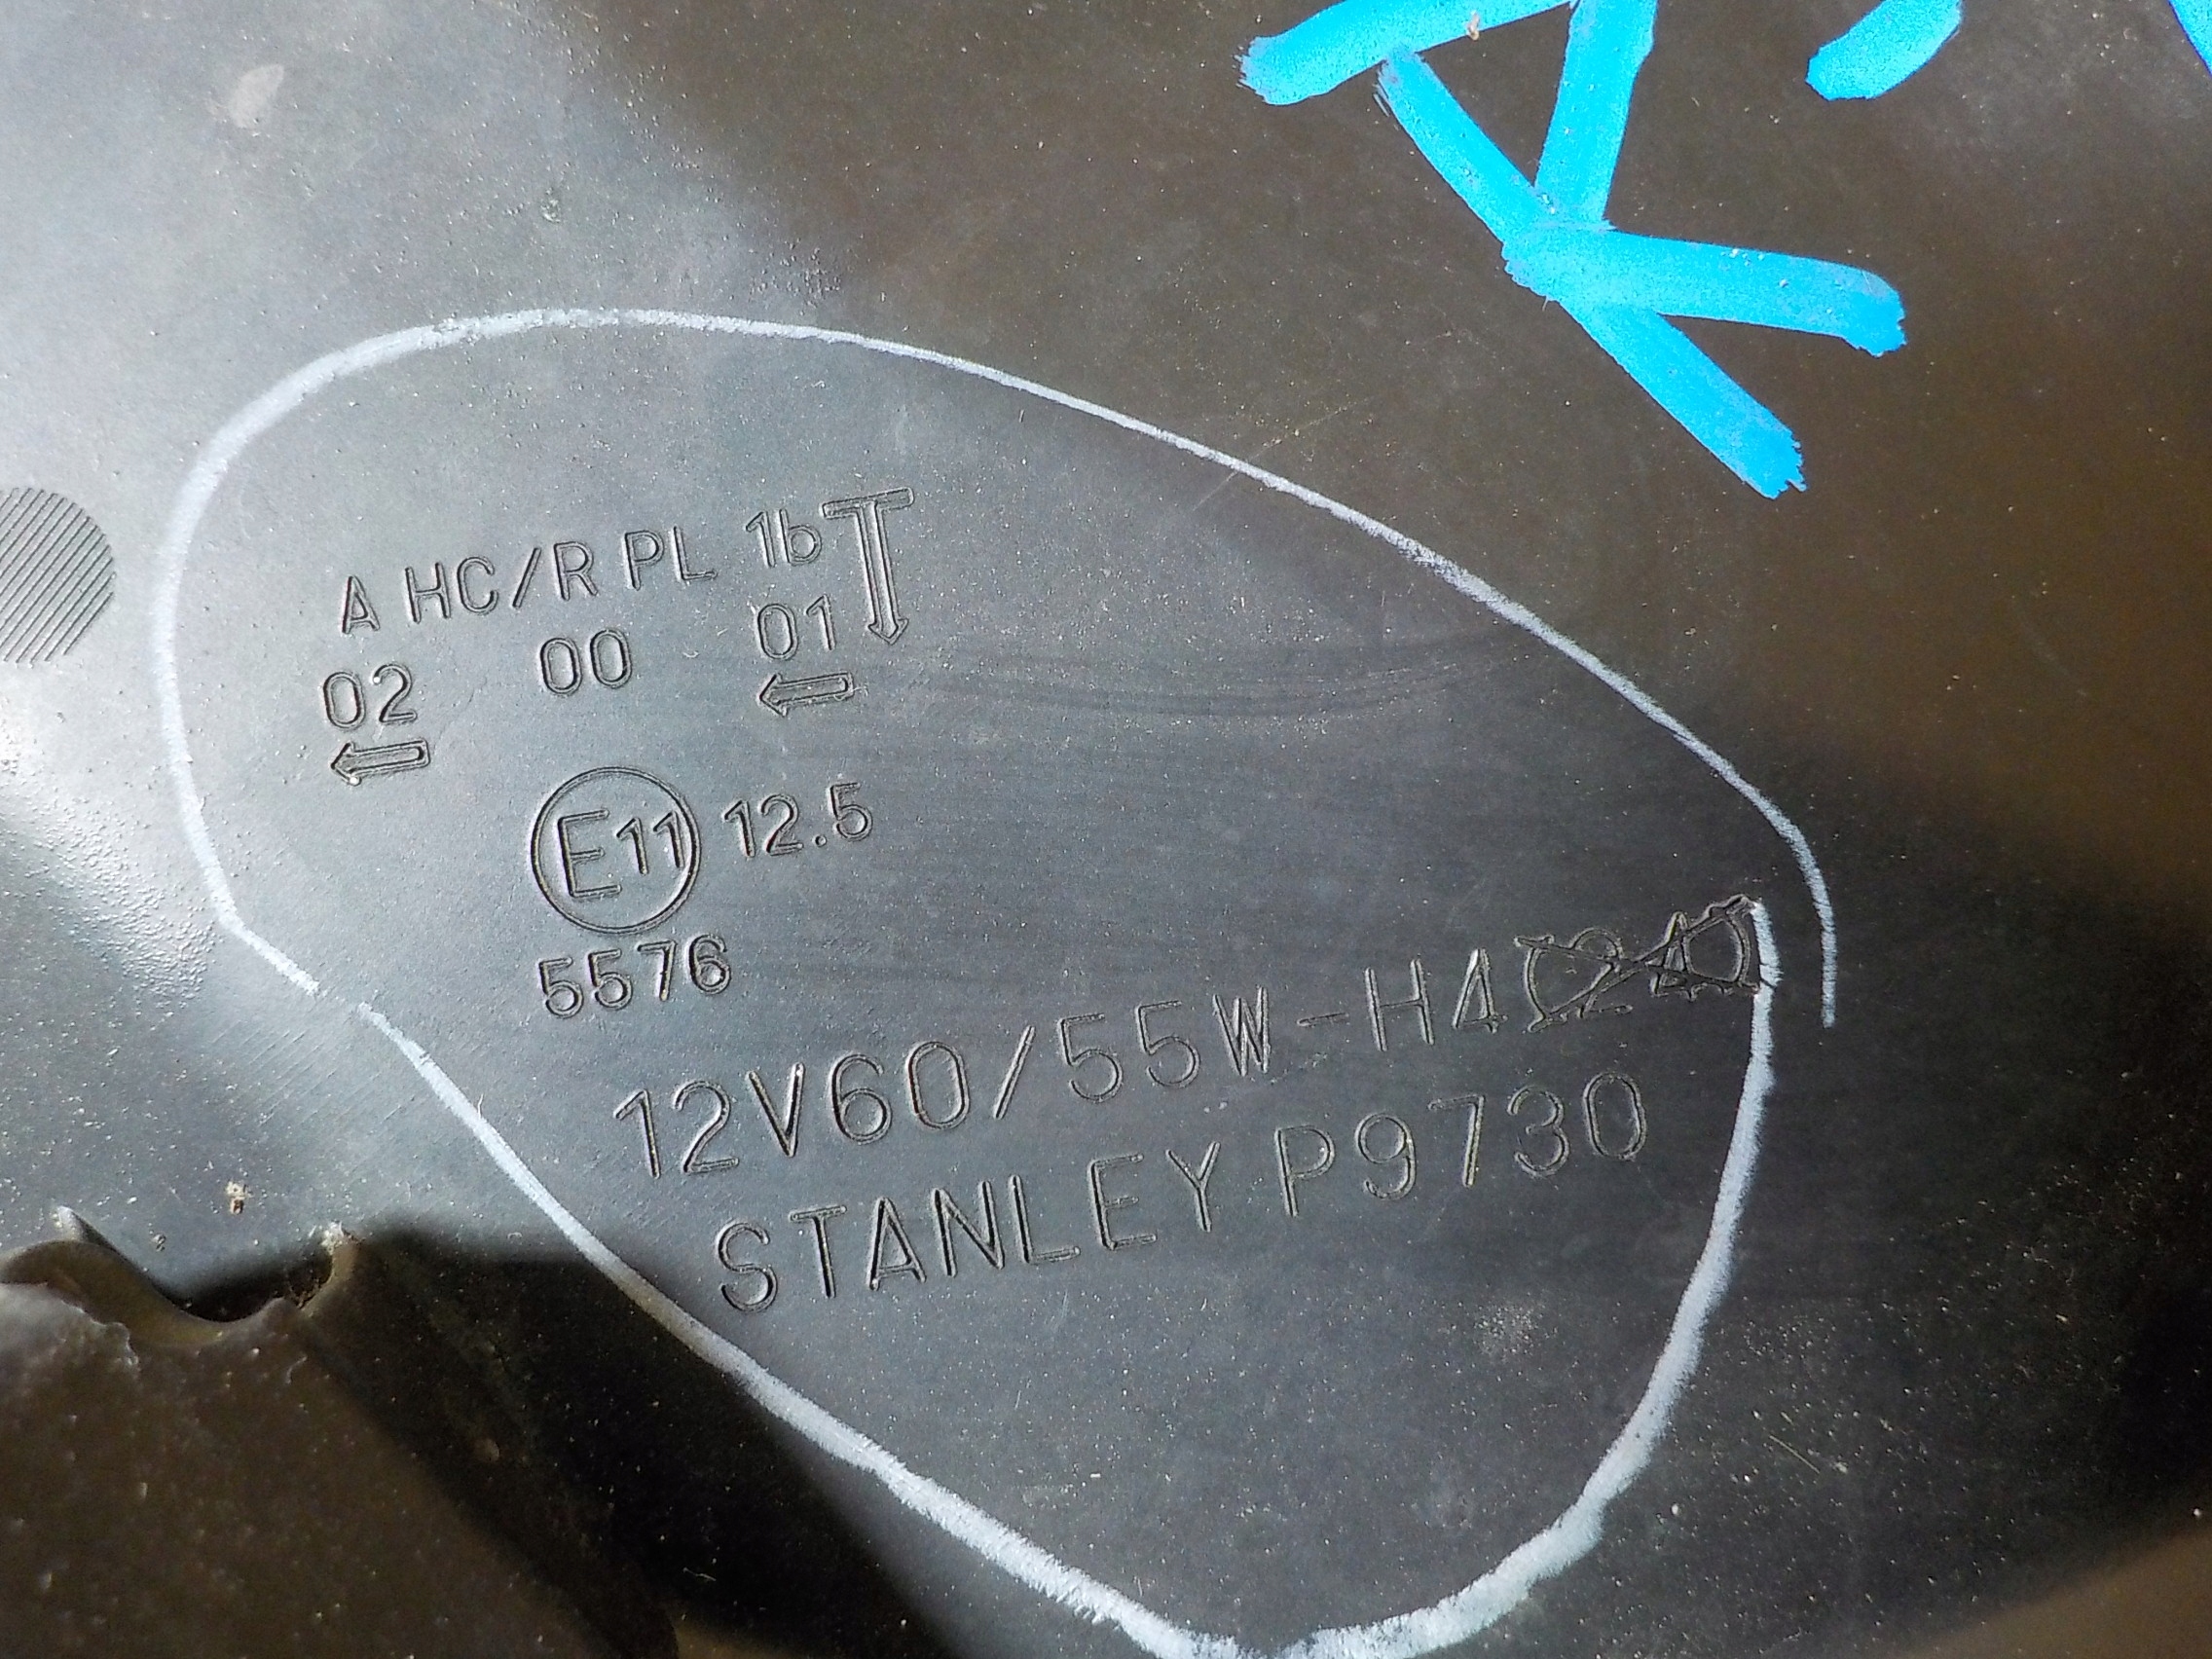 A HC/R PL 1b
02 00 01
E11 12.5
5576
12V60/55W-H4
STANLEY P9730